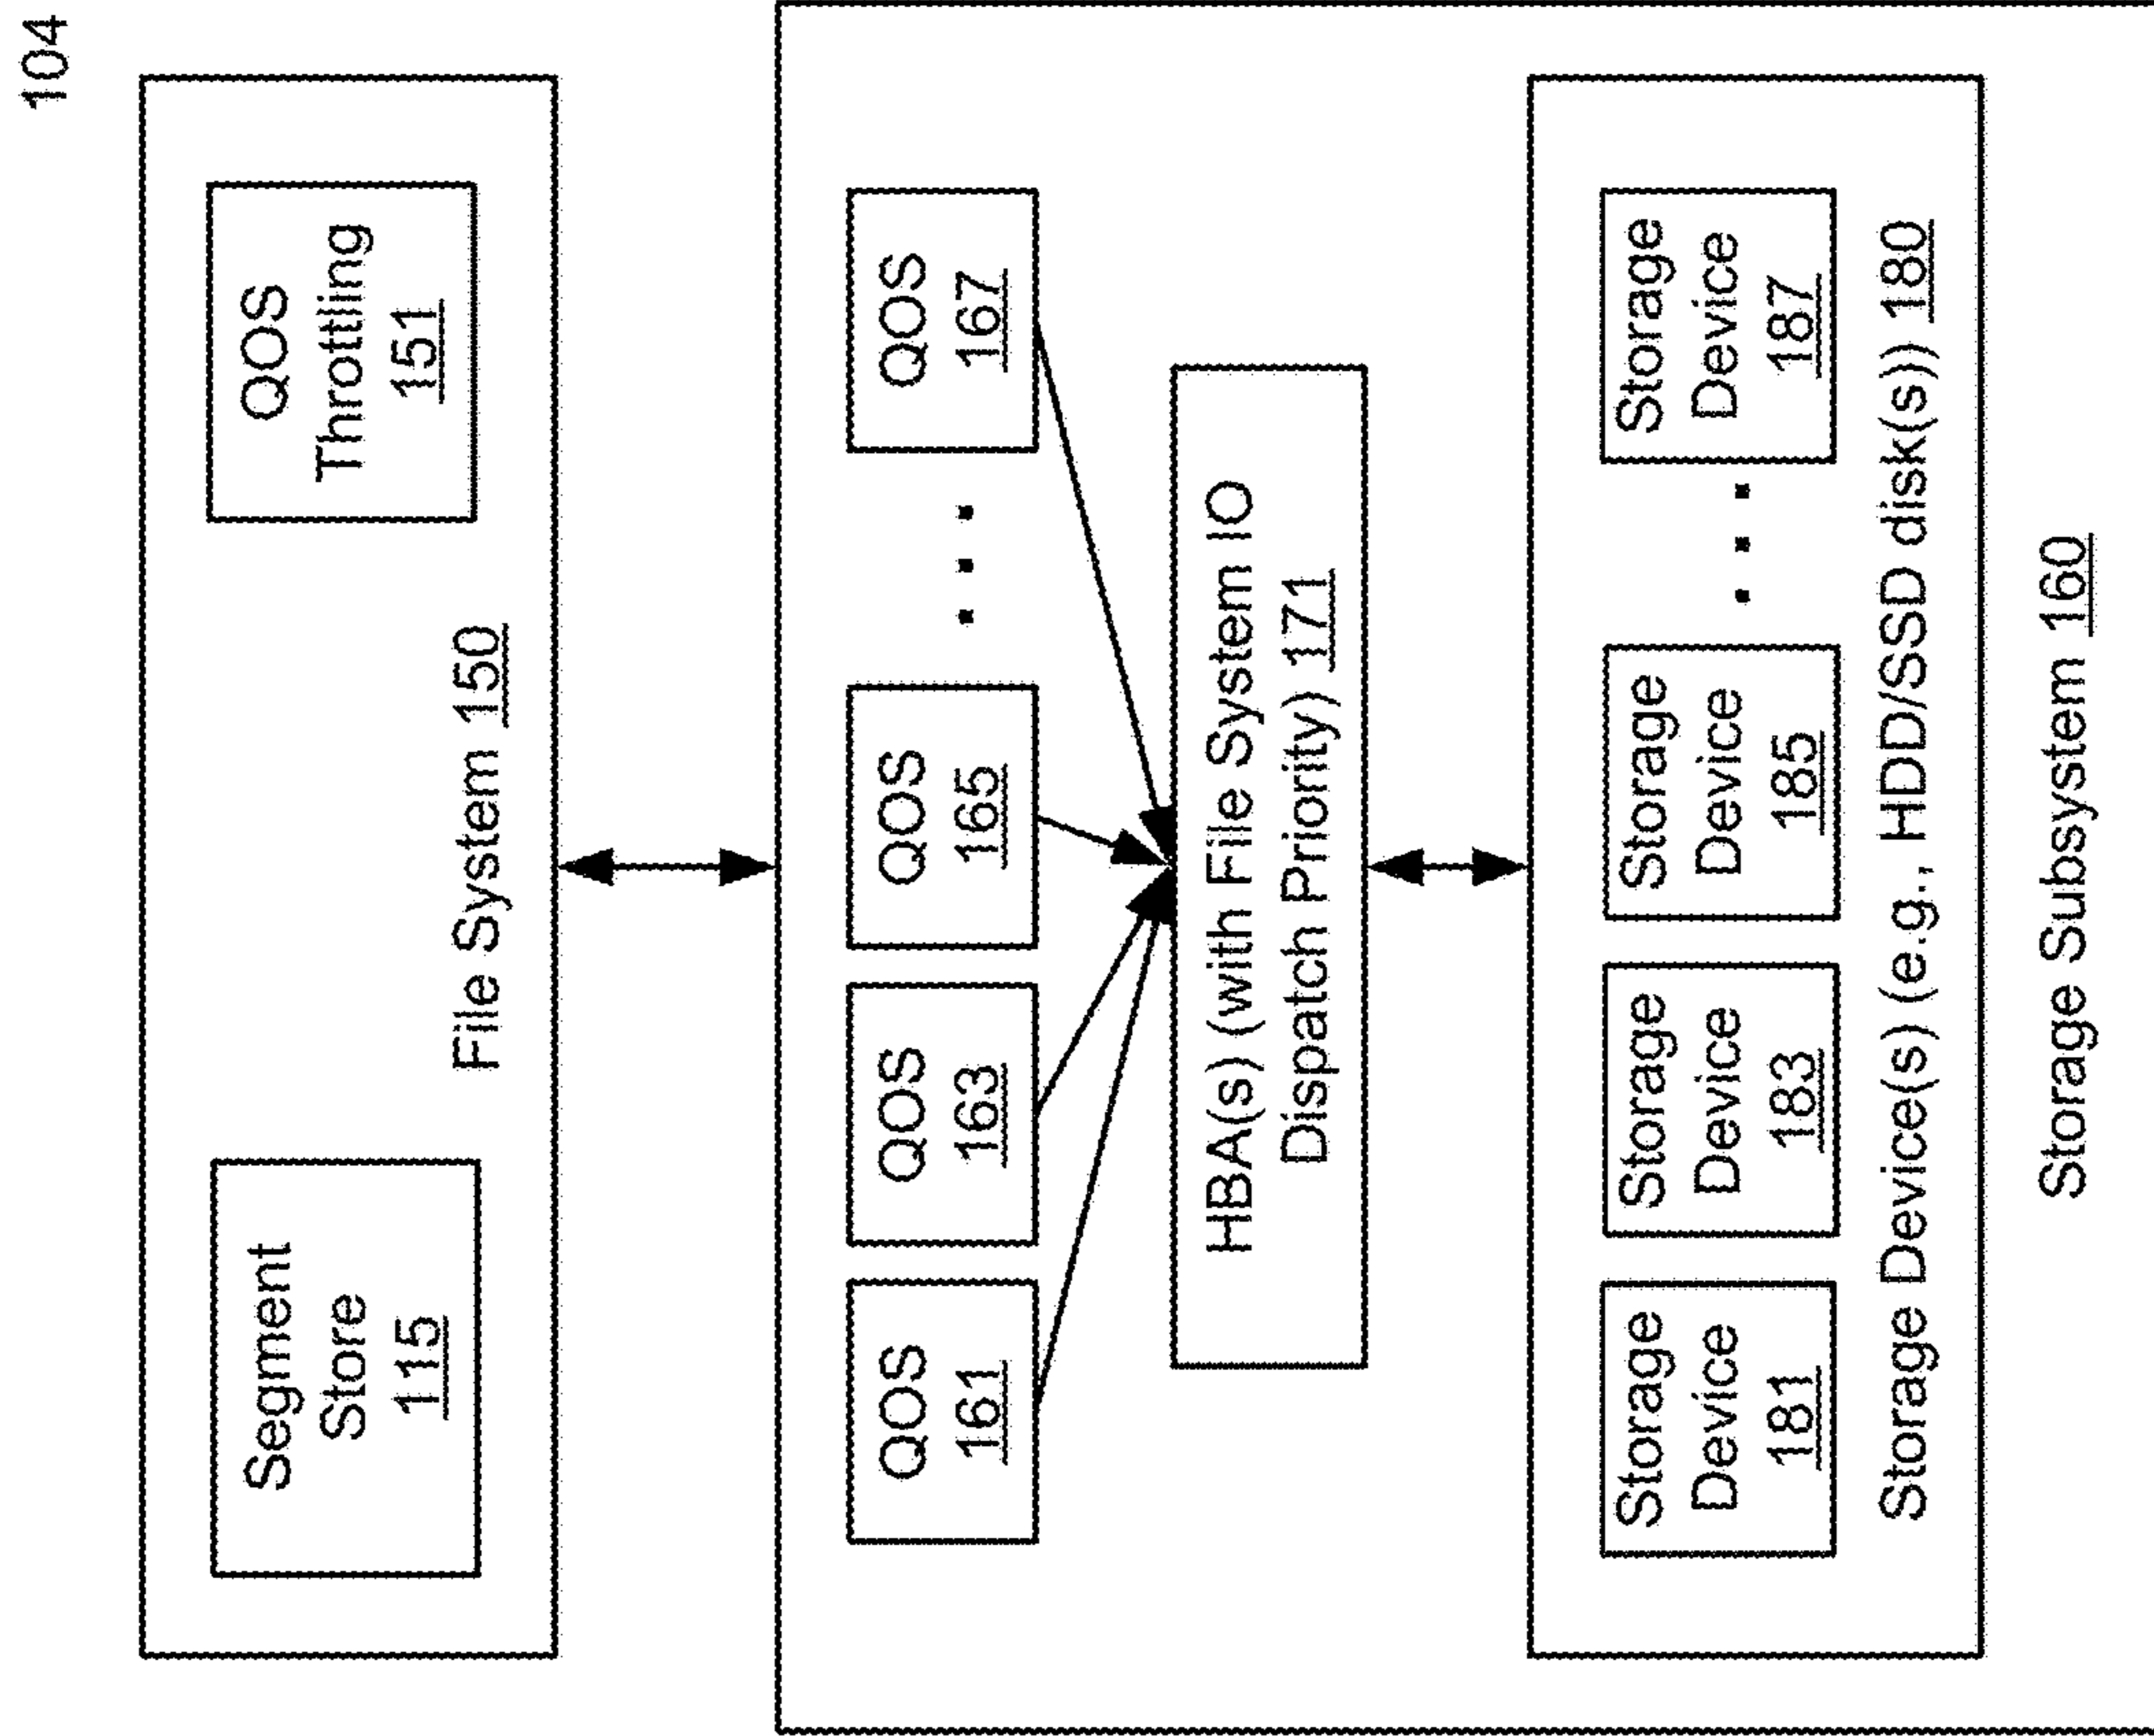 104
Segment
Store
115
QOS
Throttling
151
File System 150
QOS
161
QOS
163
QOS
165
QOS
167
HBA(s) (with File System IO
Dispatch Priority) 171
Storage
Device
181
Storage
Device
183
Storage
Device
185
Storage
Device
187
Storage Device(s) (e.g., HDD/SSD disk(s)) 180
Storage Subsystem 160